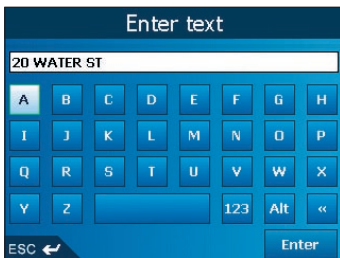 Enter text
20 WATER ST
A B C D E F G H
I J K L M N O P
Q R S T U V W X
Y Z 123 Alt «
ESC Enter